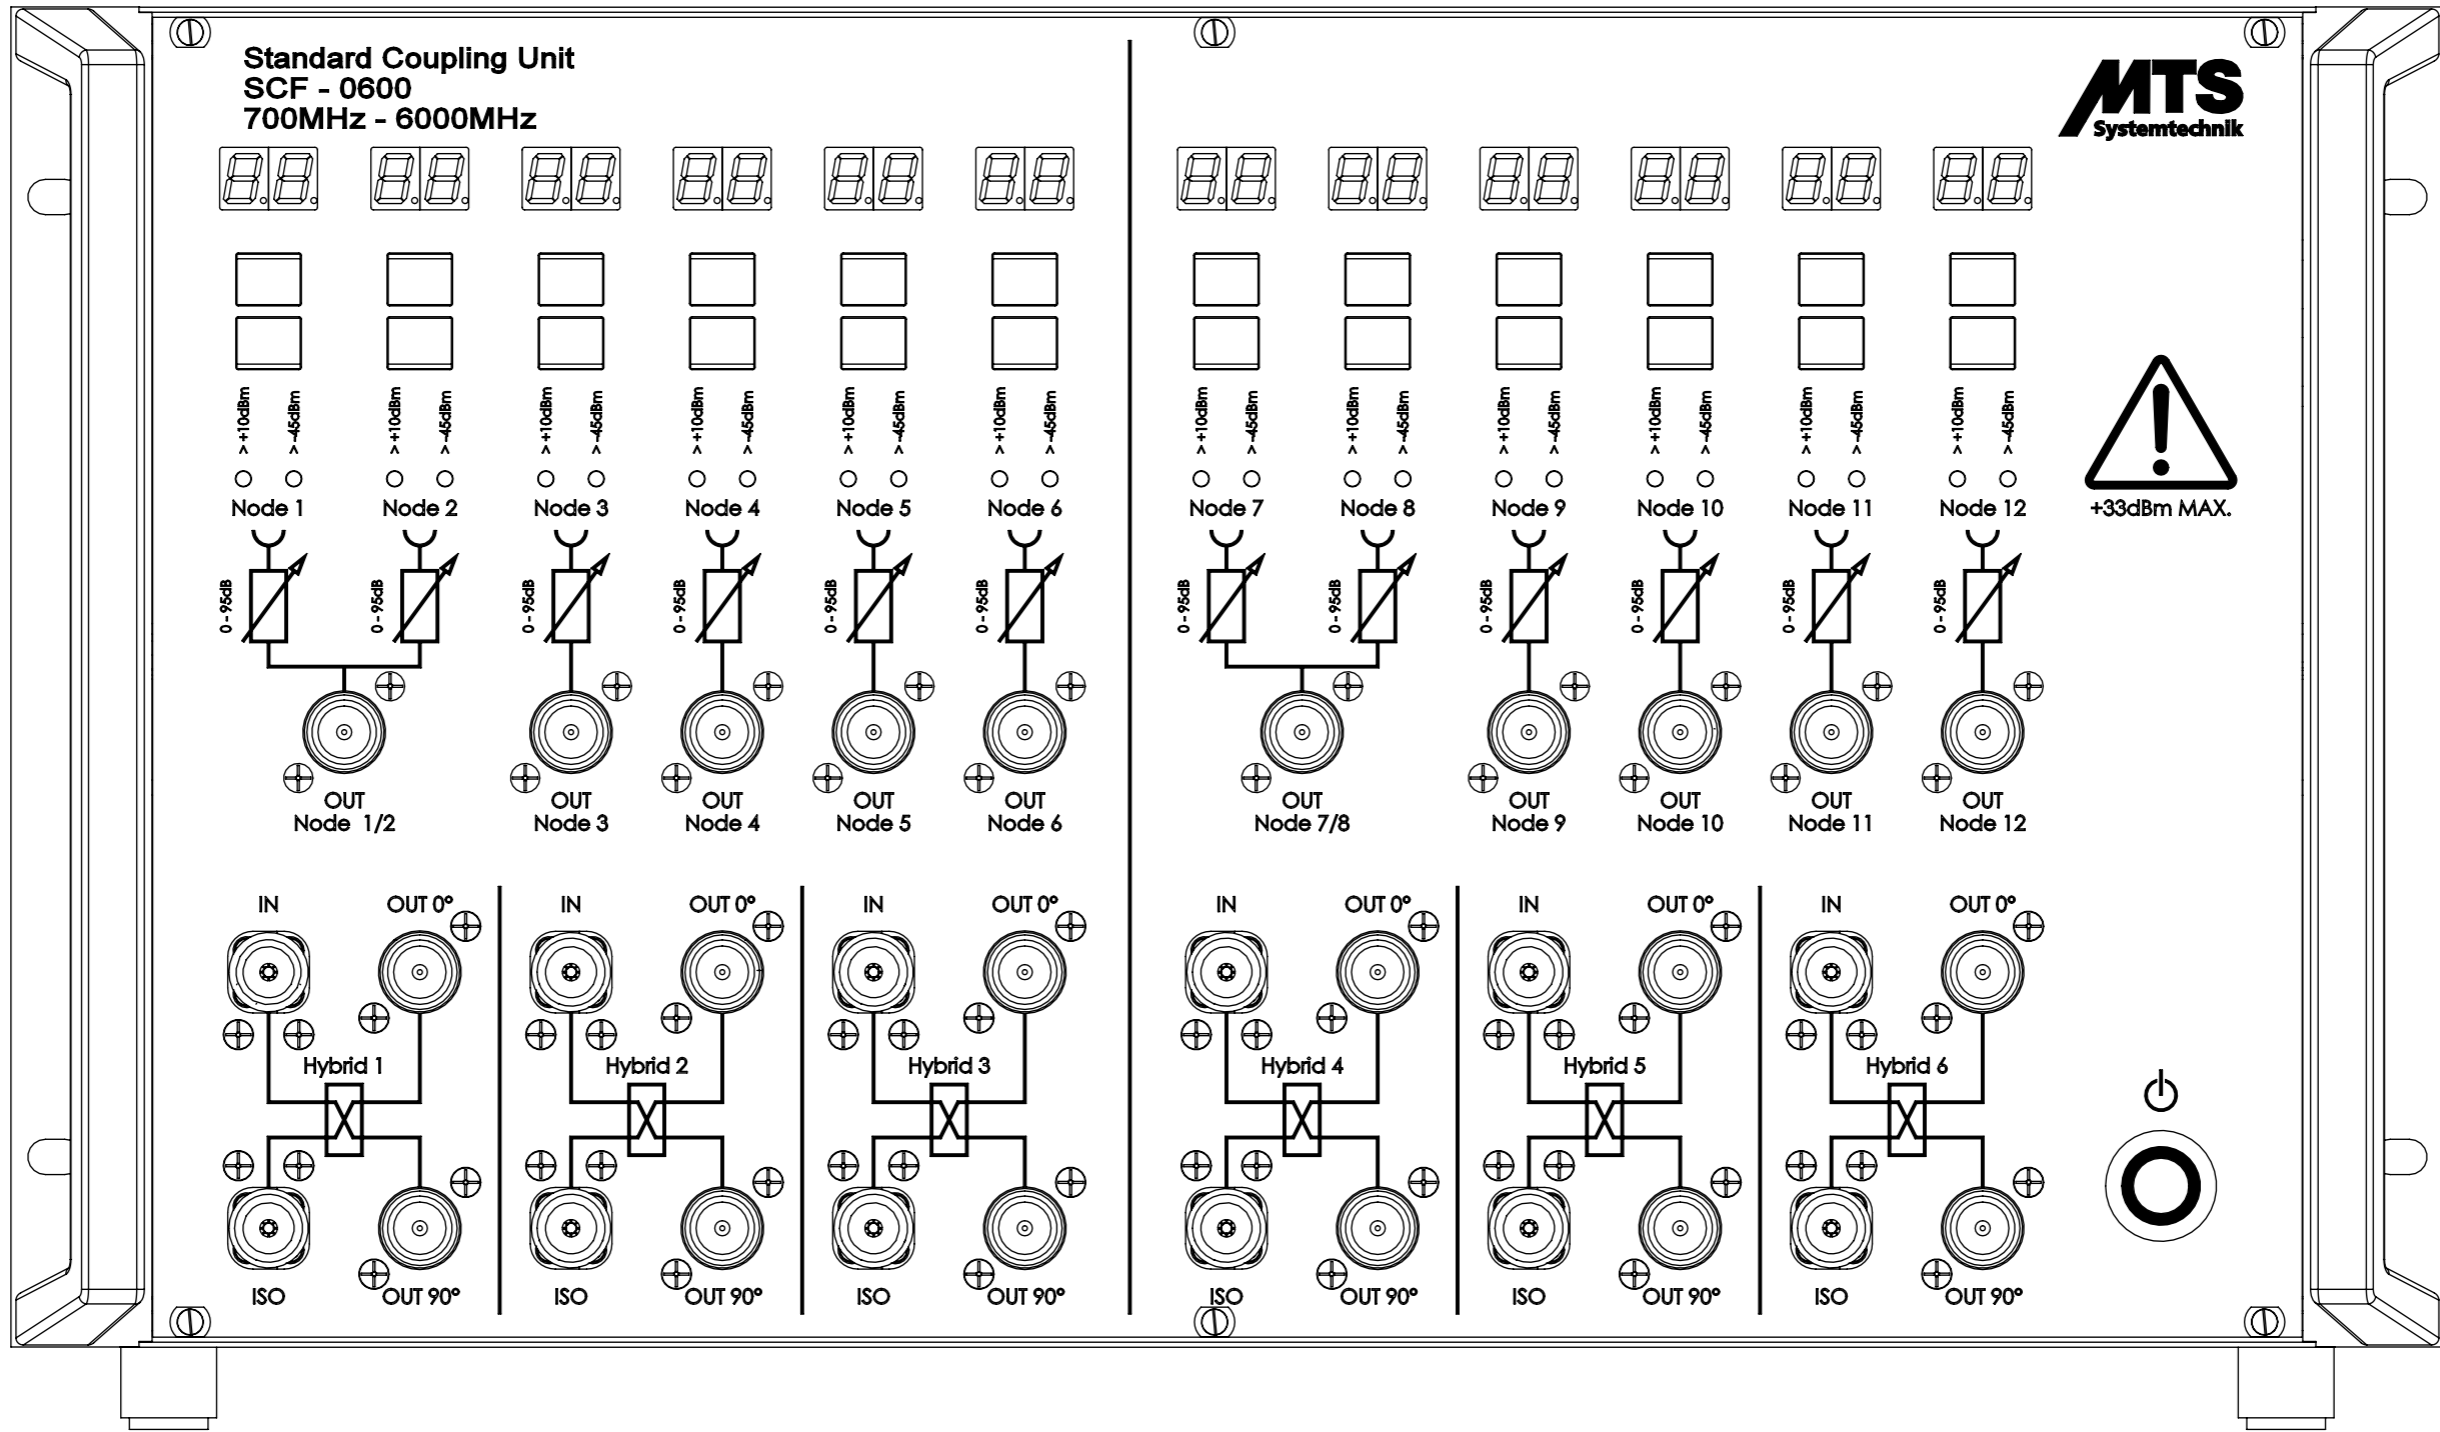 Standard Coupling Unit
SCF - 0600
700MHz - 6000MHz
MTS
Systemtechnik
> +10dBm > -45dBm > +10dBm > -45dBm > +10dBm > -45dBm > +10dBm > -45dBm > +10dBm > -45dBm > +10dBm > -45dBm > +10dBm > -45dBm > +10dBm > -45dBm > +10dBm > -45dBm > +10dBm > -45dBm > +10dBm > -45dBm > +10dBm > -45dBm
Node 1 Node 2 Node 3 Node 4 Node 5 Node 6 Node 7 Node 8 Node 9 Node 10 Node 11 Node 12 +33dBm MAX.
0 - 95dB 0 - 95dB 0 - 95dB 0 - 95dB 0 - 95dB 0 - 95dB 0 - 95dB 0 - 95dB 0 - 95dB 0 - 95dB 0 - 95dB 0 - 95dB
OUT OUT OUT OUT OUT OUT OUT OUT OUT OUT
Node 1/2 Node 3 Node 4 Node 5 Node 6 Node 7/8 Node 9 Node 10 Node 11 Node 12
IN OUT 0° IN OUT 0° IN OUT 0° IN OUT 0° IN OUT 0° IN OUT 0°
Hybrid 1 Hybrid 2 Hybrid 3 Hybrid 4 Hybrid 5 Hybrid 6
ISO OUT 90° ISO OUT 90° ISO OUT 90° ISO OUT 90° ISO OUT 90° ISO OUT 90°